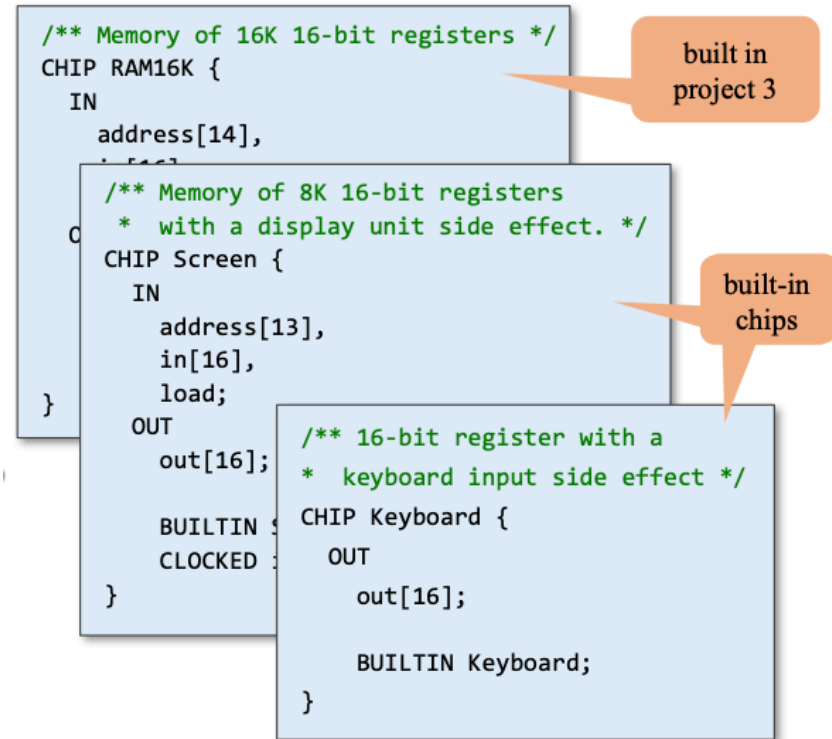 /** Memory of 16K 16-bit registers */
CHIP RAM16K {
IN
address[14],
}
built in
project 3
/** Memory of 8K 16-bit registers
* with a display unit side effect. */
CHIP Screen {
IN
address[13],
in[16],
load;
OUT
out[16];
BUILTIN
CLOCKED
}
built-in
chips
/** 16-bit register with a
* keyboard input side effect */
CHIP Keyboard {
OUT
out[16];
BUILTIN Keyboard;
}